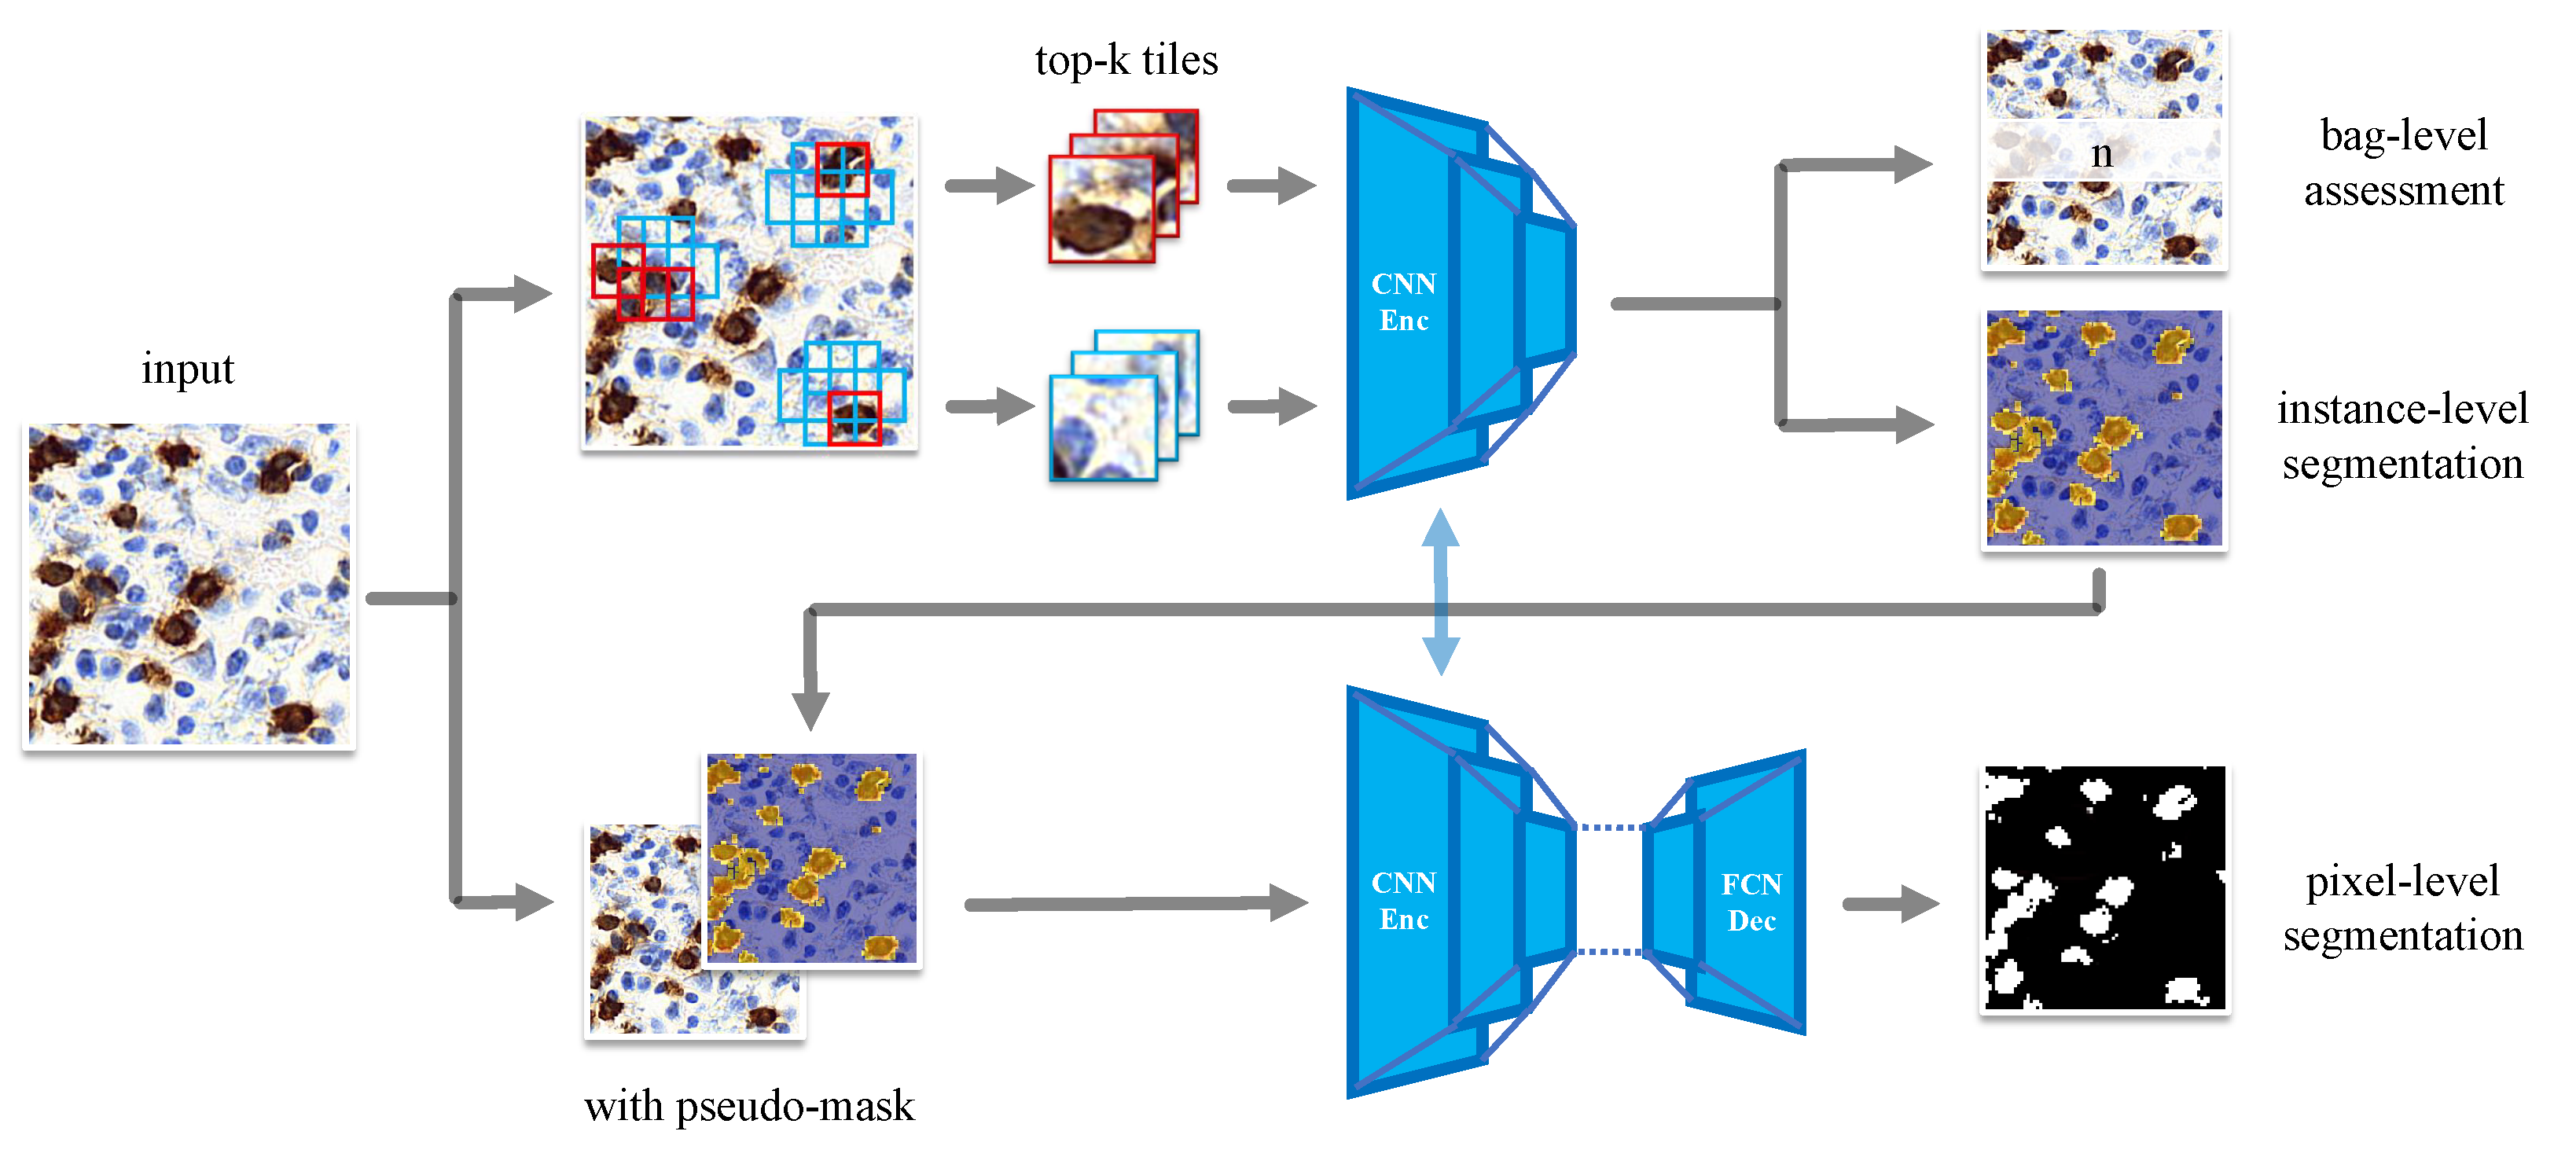 top-k tiles
input
CNN
Enc
n
bag-level
assessment
instance-level
segmentation
CNN
Enc
FCN
Dec
pixel-level
segmentation
with pseudo-mask